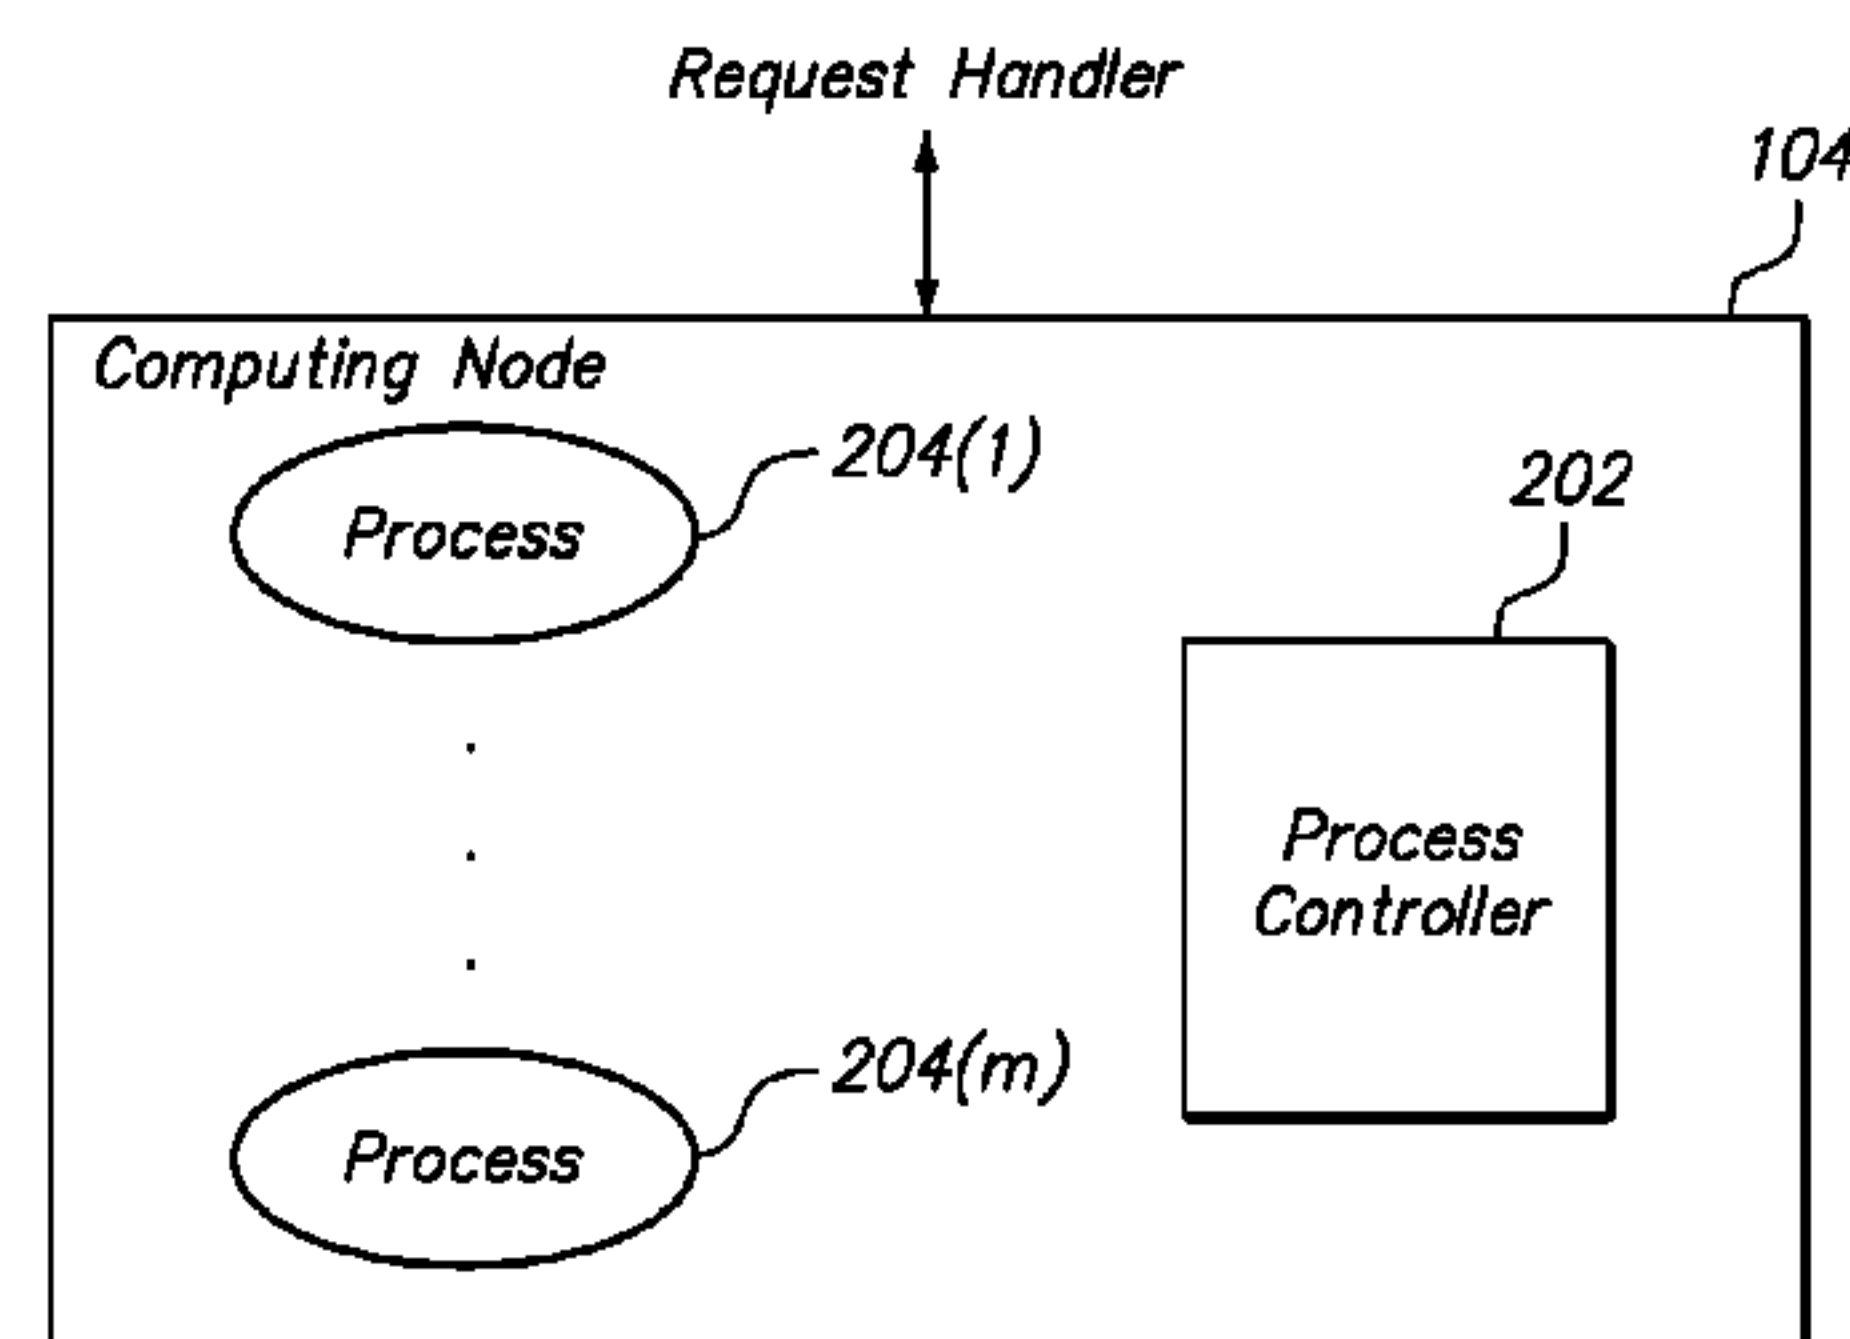 Request Handler
104
Computing Node
204(1)
202
Process
Process
Controller
204(m)
Process